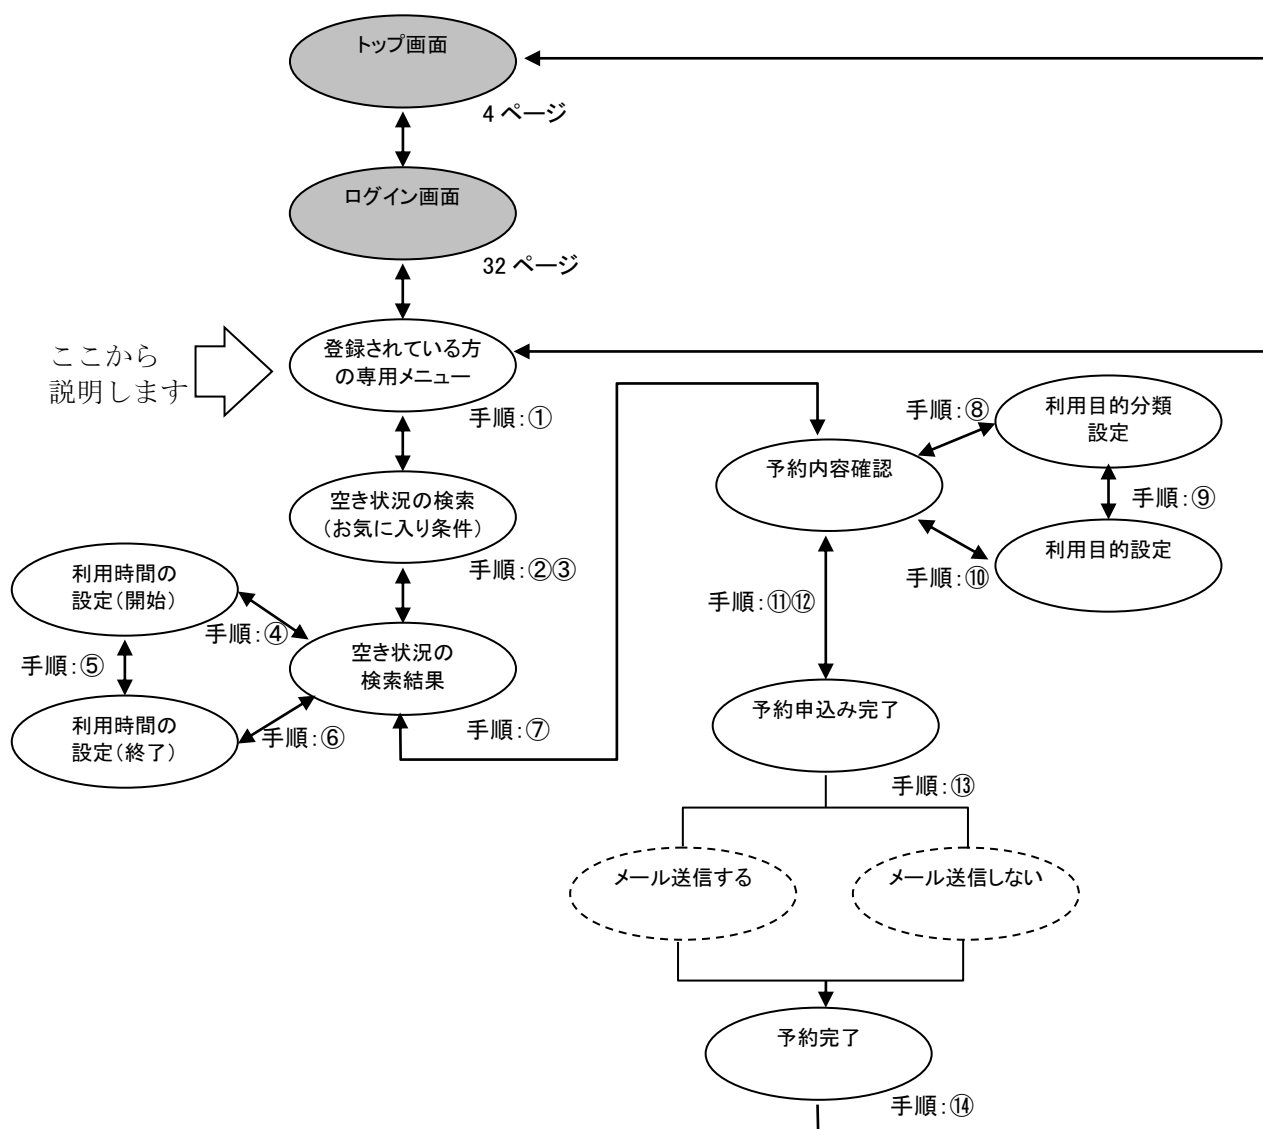 トップ画面
4 ページ
ログイン画面
32 ページ
ここから
説明します
登録されている方
の専用メニュー
手順：①
空き状況の検索
（お気に入り条件）
手順：②③
利用時間の
設定（開始）
手順：④
手順：⑤
利用時間の
設定（終了）
手順：⑥
空き状況の
検索結果
手順：⑦
予約内容確認
手順：⑧
利用目的分類
設定
手順：⑨
利用目的設定
手順：⑩
手順：⑪⑫
予約申込み完了
手順：⑬
メール送信する
メール送信しない
予約完了
手順：⑭